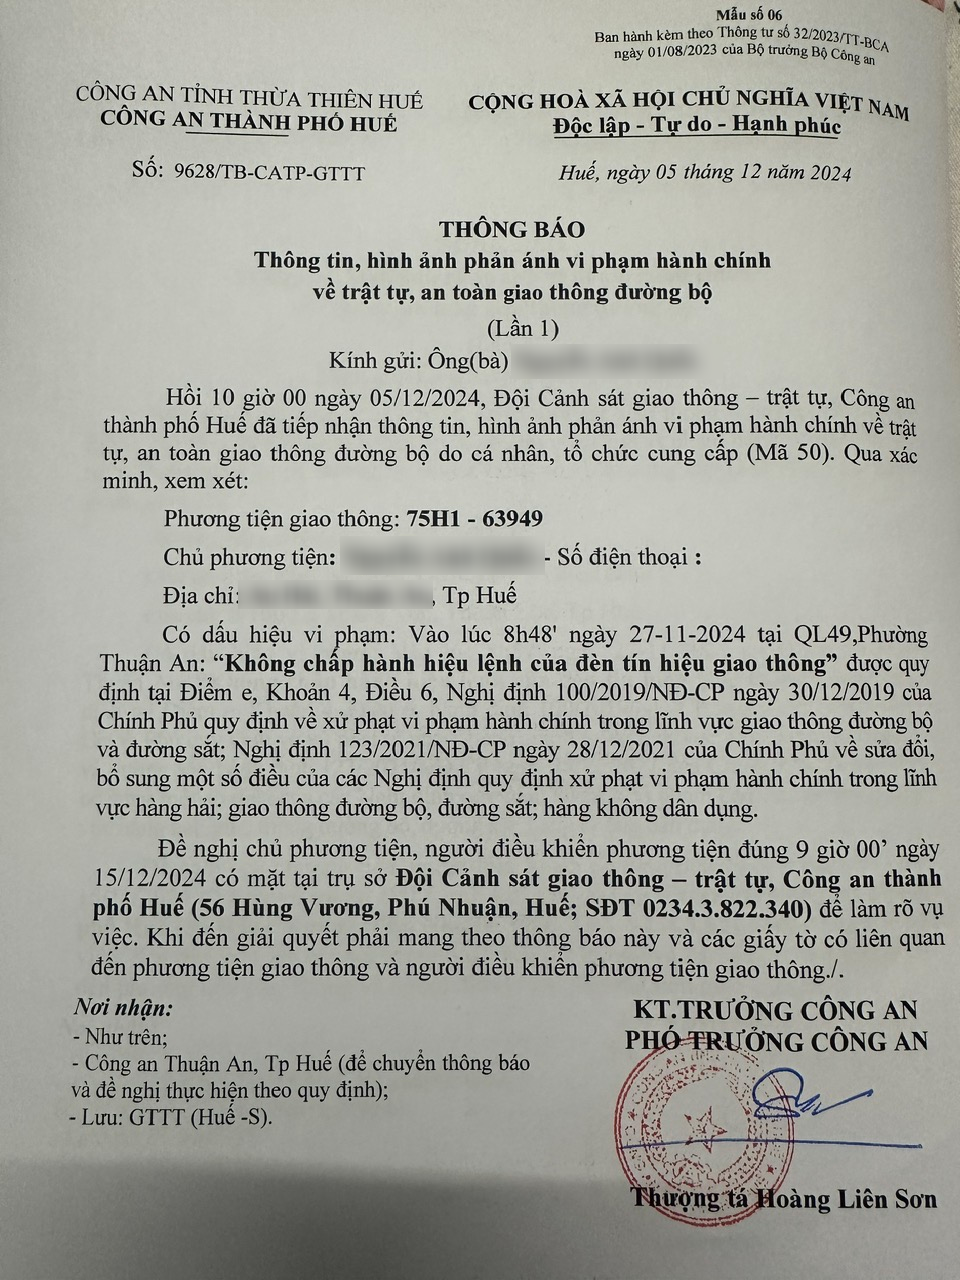 Mẫu số 06
Ban hành kèm theo Thông tư số 32/2023/TT-BCA
ngày 01/08/2023 của Bộ trưởng Bộ Công an
CÔNG AN TỈNH THỪA THIÊN HUẾ
CÔNG AN THÀNH PHỐ HUẾ
CỘNG HOÀ XÃ HỘI CHỦ NGHĨA VIỆT NAM
Độc lập - Tự do - Hạnh phúc
Số: 9628/TB-CATP-GTTT
Huế, ngày 05 tháng 12 năm 2024
THÔNG BÁO
Thông tin, hình ảnh phản ánh vi phạm hành chính
về trật tự, an toàn giao thông đường bộ
(Lần 1)
Kính gửi: Ông(bà)
Hồi 10 giờ 00 ngày 05/12/2024, Đội Cảnh sát giao thông – trật tự, Công an
thành phố Huế đã tiếp nhận thông tin, hình ảnh phản ánh vi phạm hành chính về trật
tự, an toàn giao thông đường bộ do cá nhân, tổ chức cung cấp (Mã 50). Qua xác
minh, xem xét:
Phương tiện giao thông: 75H1 - 63949
Chủ phương tiện: - Số điện thoại :
Địa chỉ: , Tp Huế
Có dấu hiệu vi phạm: Vào lúc 8h48' ngày 27-11-2024 tại QL49,Phường
Thuận An: “Không chấp hành hiệu lệnh của đèn tín hiệu giao thông” được quy
định tại Điểm e, Khoản 4, Điều 6, Nghị định 100/2019/NĐ-CP ngày 30/12/2019 của
Chính Phủ quy định về xử phạt vi phạm hành chính trong lĩnh vực giao thông đường bộ
và đường sắt; Nghị định 123/2021/NĐ-CP ngày 28/12/2021 của Chính Phủ về sửa đổi,
bổ sung một số điều của các Nghị định quy định xử phạt vi phạm hành chính trong lĩnh
vực hàng hải; giao thông đường bộ, đường sắt; hàng không dân dụng.
Đề nghị chủ phương tiện, người điều khiển phương tiện đúng 9 giờ 00’ ngày
15/12/2024 có mặt tại trụ sở Đội Cảnh sát giao thông – trật tự, Công an thành
phố Huế (56 Hùng Vương, Phú Nhuận, Huế; SĐT 0234.3.822.340) để làm rõ vụ
việc. Khi đến giải quyết phải mang theo thông báo này và các giấy tờ có liên quan
đến phương tiện giao thông và người điều khiển phương tiện giao thông./.
Nơi nhận:
- Như trên;
- Công an Thuận An, Tp Huế (để chuyển thông báo
và đề nghị thực hiện theo quy định);
- Lưu: GTTT (Huế -S).
KT.TRƯỞNG CÔNG AN
PHÓ TRƯỞNG CÔNG AN
Thượng tá Hoàng Liên Sơn